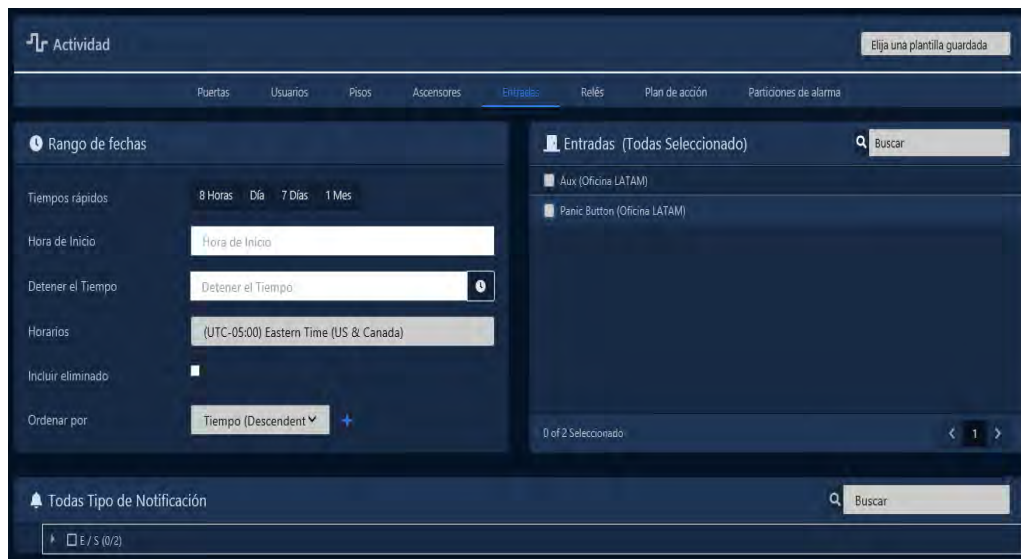 Actividad
Elija una plantilla guardada
Puertas Usuarios Pisos Ascensores Entradas Relés Plan de acción Particiones de alarma
Rango de fechas
Tiempos rápidos 8 Horas Día 7 Días 1 Mes
Hora de Inicio Hora de Inicio
Detener el Tiempo Detener el Tiempo
Horarios (UTC-05:00) Eastern Time (US & Canada)
Incluir eliminado
Ordenar por Tiempo (Descendent
Entradas (Todas Seleccionado) Buscar
Aux (Oficina LATAM)
Panic Button (Oficina LATAM)
0 of 2 Seleccionado 1
Todas Tipo de Notificación Buscar
E / S (0/2)